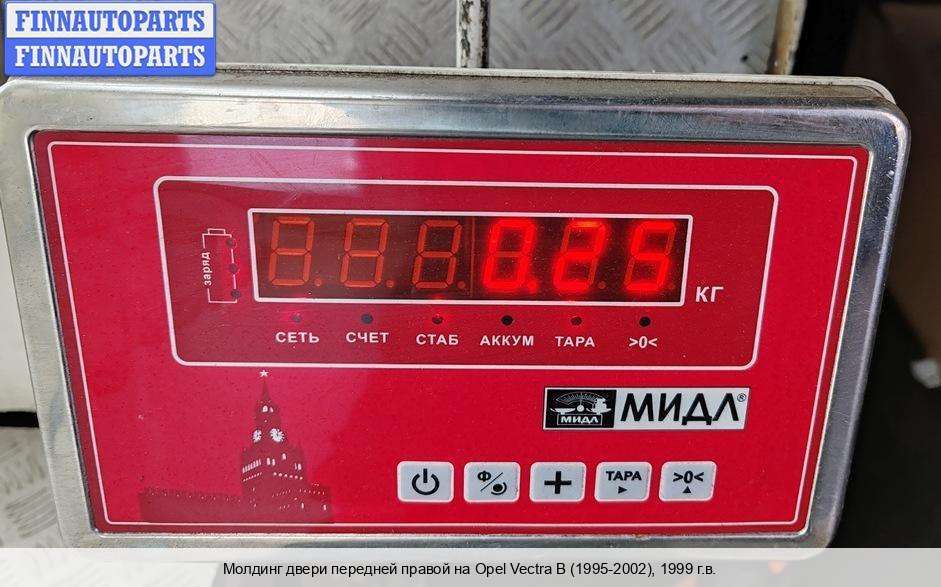 FINNAUTOPARTS
FINNAUTOPARTS
0.25
заряд
КГ
СЕТЬ СЧЕТ СТАБ АККУМ ТАРА >0<
МИДЛ МИДЛ®
Ф/ + ТАРА >0<
Молдинг двери передней правой на Opel Vectra B (1995-2002), 1999 г.в.